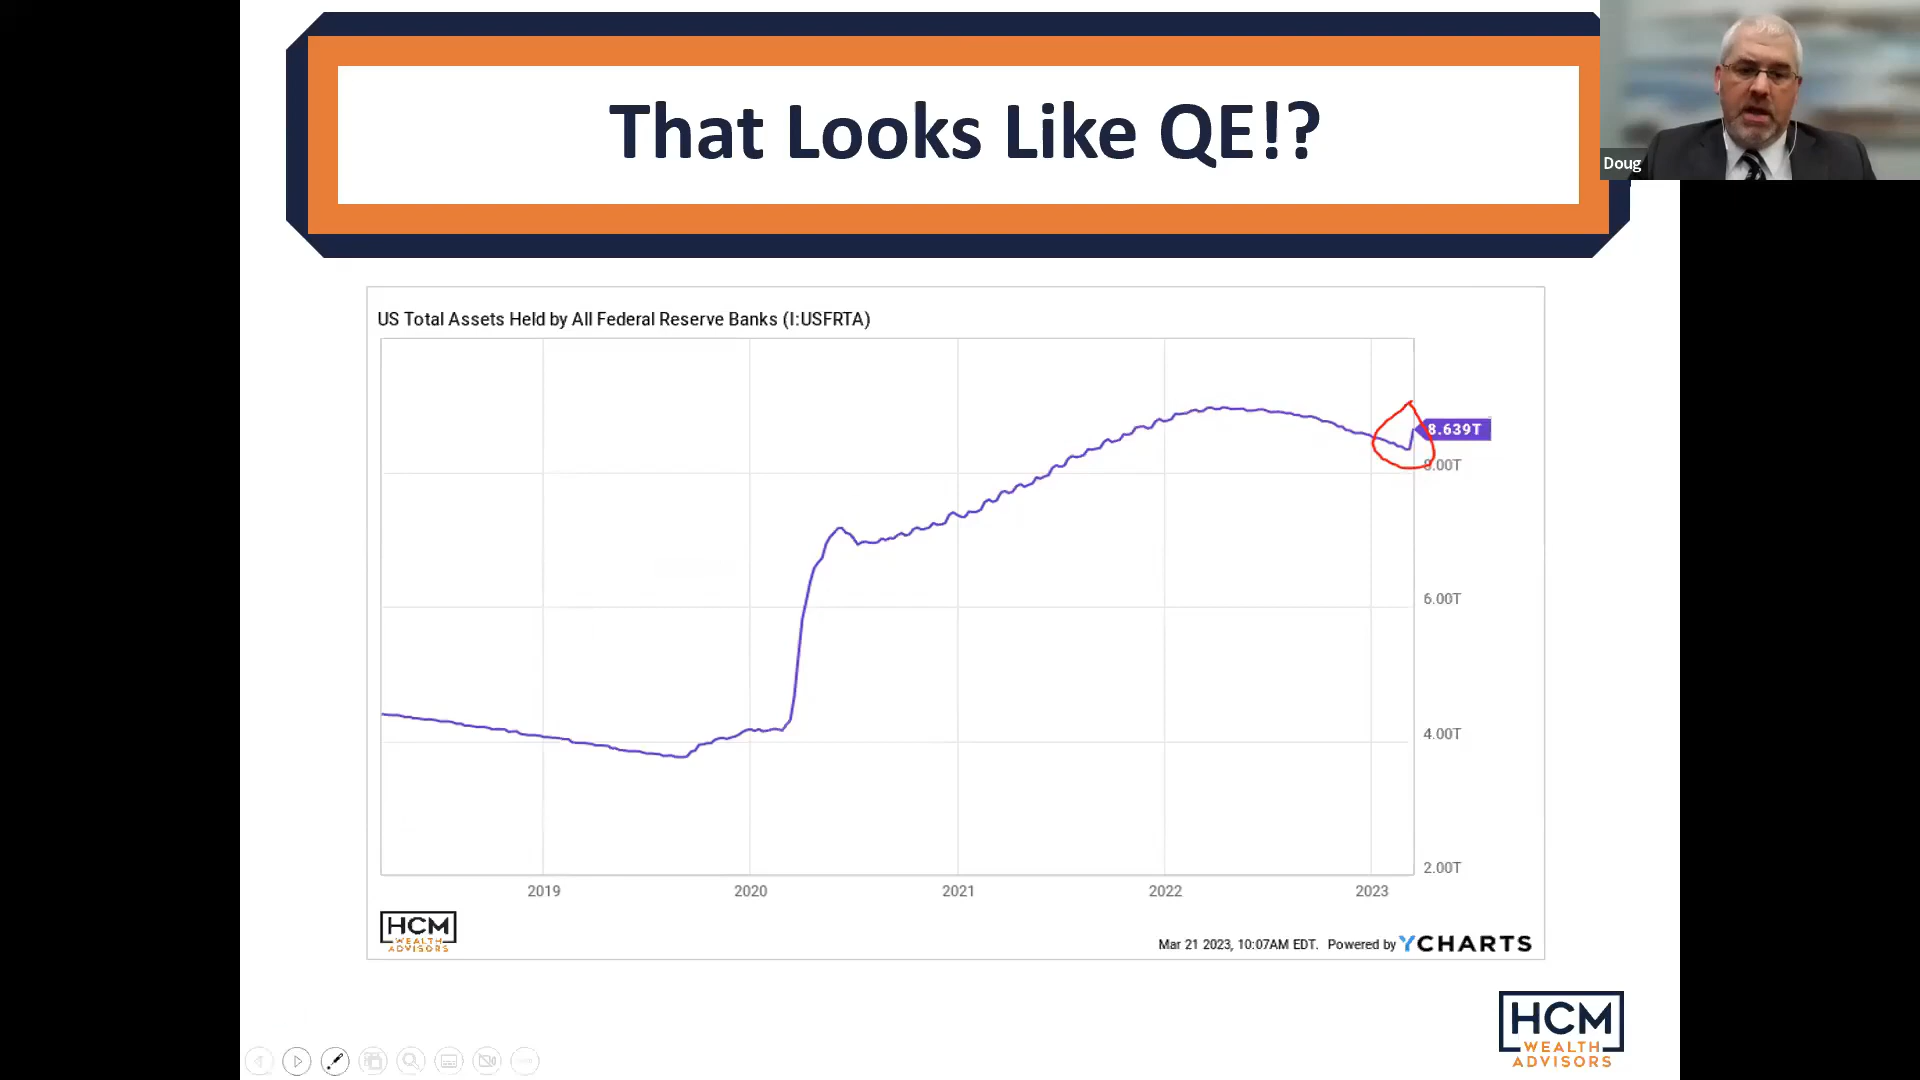 That Looks Like QE!?
Doug
US Total Assets Held by All Federal Reserve Banks (I:USFRTA)
8.639T
8.00T
6.00T
4.00T
2.00T
2019 2020 2021 2022 2023
HCM
WEALTH
ADVISORS
Mar 21 2023, 10:07AM EDT. Powered by YCHARTS
HCM
WEALTH
ADVISORS